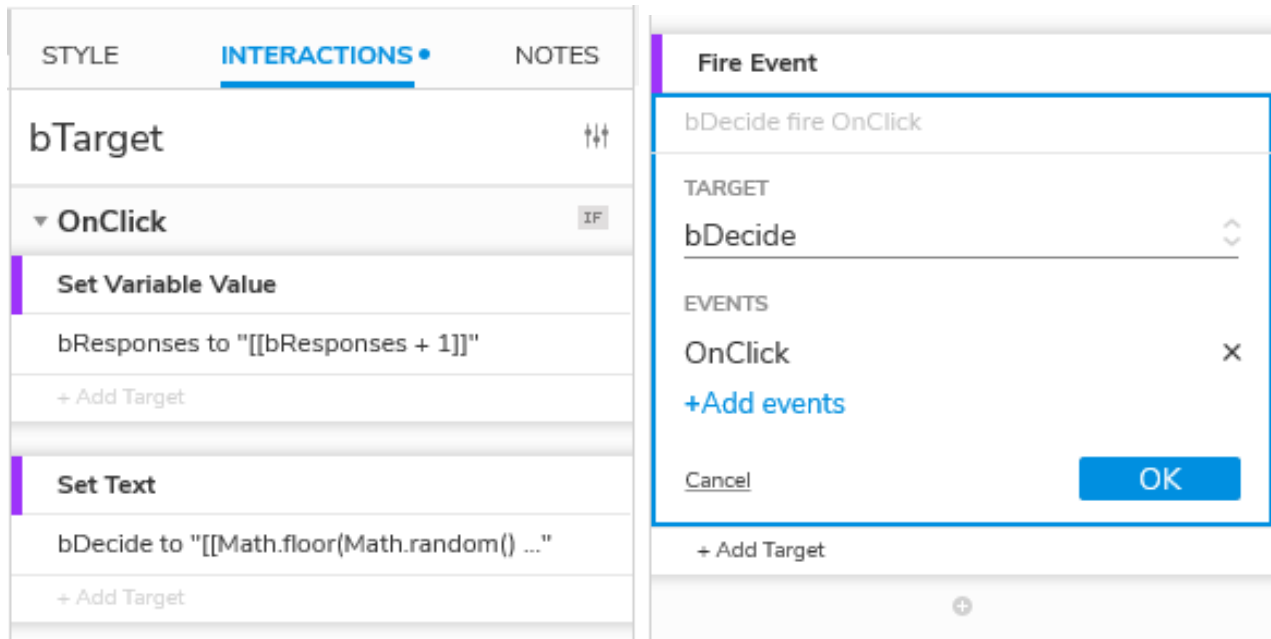 STYLE
INTERACTIONS
NOTES
bTarget
OnClick
IF
Set Variable Value
bResponses to "[[bResponses + 1]]"
+ Add Target
Set Text
bDecide to "[[Math.floor(Math.random() ..."
+ Add Target
Fire Event
bDecide fire OnClick
TARGET
bDecide
EVENTS
OnClick
+Add events
Cancel
OK
+ Add Target